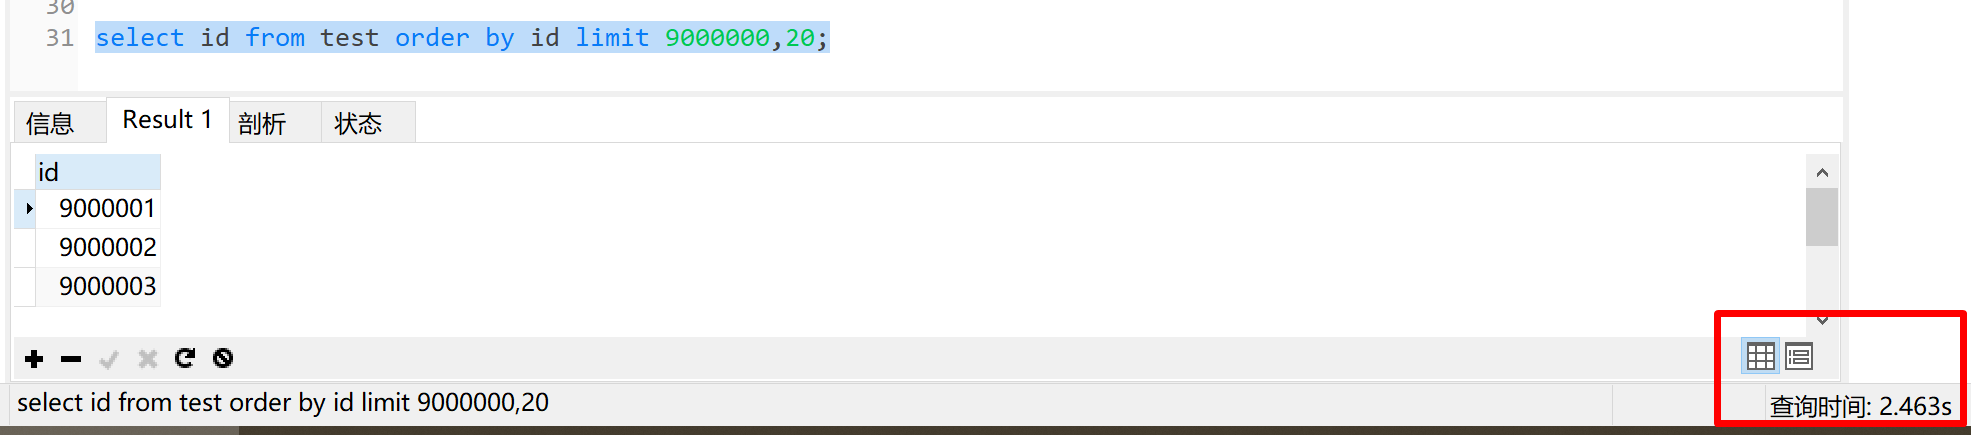 30
31 select id from test order by id limit 9000000,20;
信息 Result 1 剖析 状态
id
9000001
9000002
9000003
select id from test order by id limit 9000000,20 查询时间: 2.463s